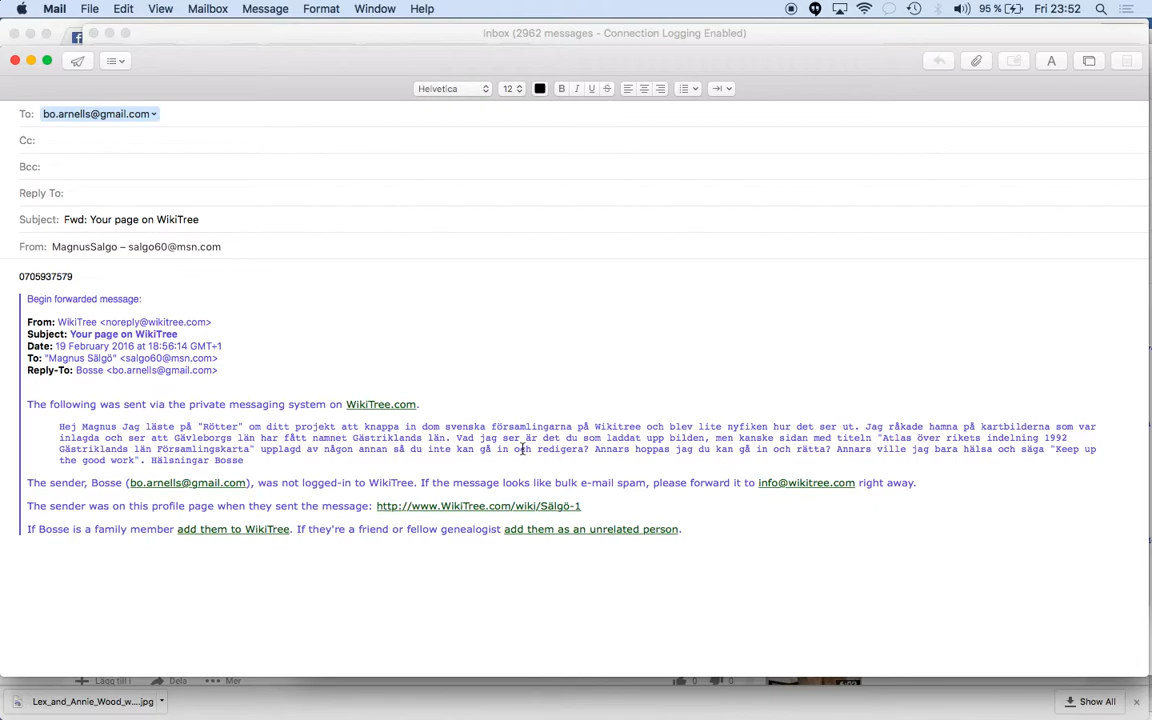 Mail File Edit View Mailbox Message Format Window Help 95 % Fri 23:52
Inbox (2962 messages - Connection Logging Enabled)
Helvetica 12 B I U S
To: bo.arnells@gmail.com
Cc:
Bcc:
Reply To:
Subject: Fwd: Your page on WikiTree
From: MagnusSalgo – salgo60@msn.com
0705937579
Begin forwarded message:
From: WikiTree <noreply@wikitree.com>
Subject: Your page on WikiTree
Date: 19 February 2016 at 18:56:14 GMT+1
To: "Magnus Sälgö" <salgo60@msn.com>
Reply-To: Bosse <bo.arnells@gmail.com>
The following was sent via the private messaging system on WikiTree.com.
Hej Magnus Jag läste på "Rötter" om ditt projekt att knappa in dom svenska församlingarna på Wikitree och blev lite nyfiken hur det ser ut. Jag råkade hamna på kartbilderna som var
inlagda och ser att Gävleborgs län har fått namnet Gästriklands län. Vad jag ser är det du som laddat upp bilden, men kanske sidan med titeln "Atlas över rikets indelning 1992
Gästriklands län Församlingskarta" upplagd av någon annan så du inte kan gå in och redigera? Annars hoppas jag du kan gå in och rätta? Annars ville jag bara hälsa och säga "Keep up
the good work". Hälsningar Bosse
The sender, Bosse (bo.arnells@gmail.com), was not logged-in to WikiTree. If the message looks like bulk e-mail spam, please forward it to info@wikitree.com right away.
The sender was on this profile page when they sent the message: http://www.WikiTree.com/wiki/Sälgö-1
If Bosse is a family member add them to WikiTree. If they're a friend or fellow genealogist add them as an unrelated person.
Lägg till i Dela Mer 0 0
Lex_and_Annie_Wood_w....jpg Show All